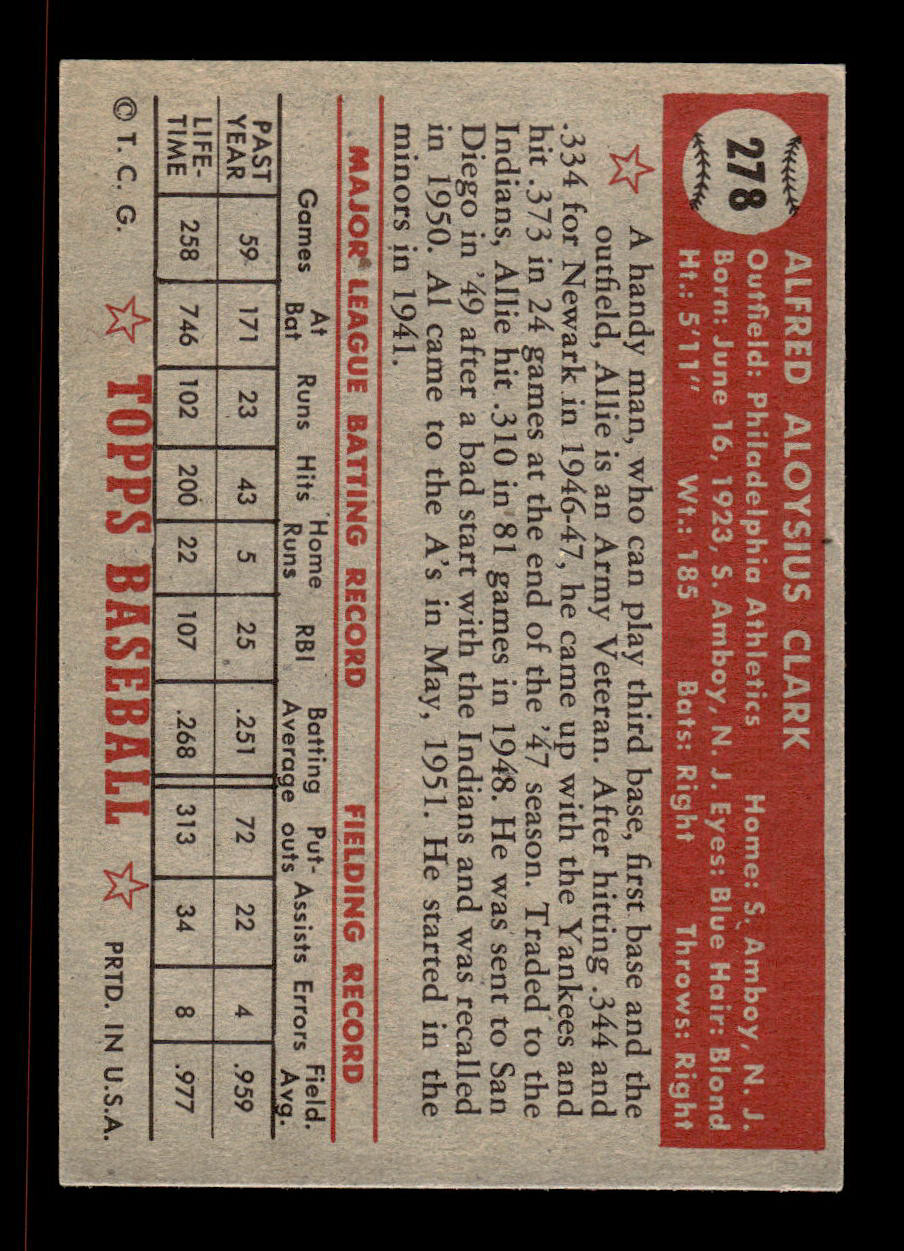 278
ALFRED ALOYSIUS CLARK
Outfield: Philadelphia Athletics Home: S. Amboy, N. J.
Born: June 16, 1923, S. Amboy, N. J. Eyes: Blue Hair: Blond
Ht.: 5'11" Wt.: 185 Bats: Right Throws: Right
A handy man, who can play third base, first base and the
outfield, Allie is an Army Veteran. After hitting .344 and
.334 for Newark in 1946-47, he came up with the Yankees and
hit .373 in 24 games at the end of the '47 season. Traded to the
Indians, Allie hit .310 in 81 games in 1948. He was sent to San
Diego in '49 after a bad start with the Indians and was recalled
in 1950. Al came to the A's in May, 1951. He started in the
minors in 1941.
MAJOR LEAGUE BATTING RECORD FIELDING RECORD
Games At Bat Runs Hits Home Runs RBI Batting Average Put-outs Assists Errors Field. Avg.
PAST YEAR 59 171 23 43 5 25 .251 72 22 4 .959
LIFE-TIME 258 746 102 200 22 107 .268 313 34 8 .977
© T. C. G. TOPPS BASEBALL PRTD. IN U.S.A.